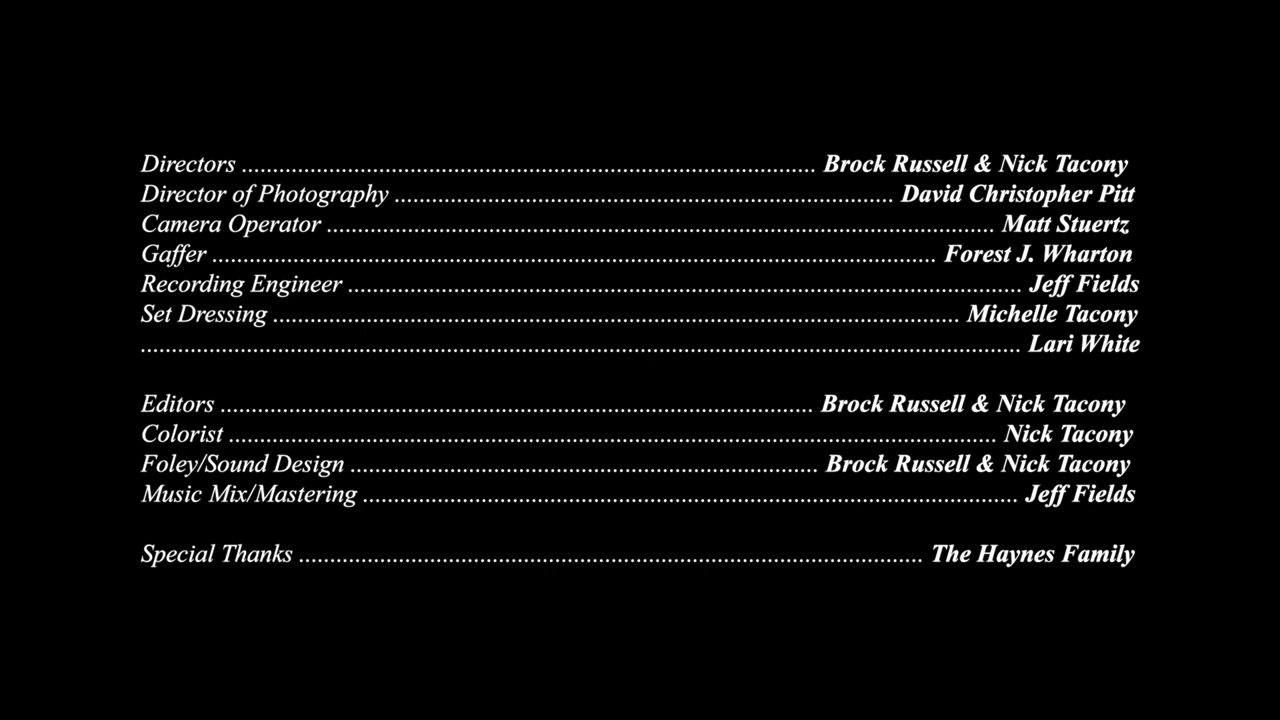 Directors ........................................................................... Brock Russell & Nick Tacony
Director of Photography ................................................................. David Christopher Pitt
Camera Operator ....................................................................................... Matt Stuertz
Gaffer .............................................................................................. Forest J. Wharton
Recording Engineer ........................................................................................ Jeff Fields
Set Dressing .......................................................................................... Michelle Tacony
................................................................................................................... Lari White
Editors ............................................................................. Brock Russell & Nick Tacony
Colorist .................................................................................................... Nick Tacony
Foley/Sound Design ............................................................. Brock Russell & Nick Tacony
Music Mix/Mastering ..................................................................................... Jeff Fields
Special Thanks ................................................................................. The Haynes Family